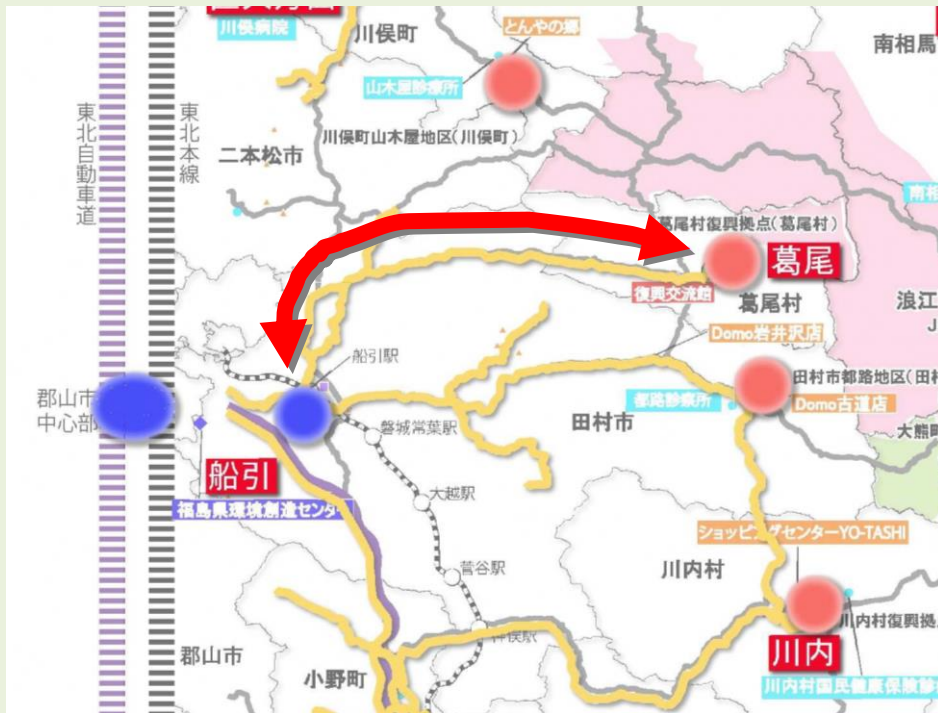 川俣病院
川俣町
とんやの郷
南相馬
山木屋診療所
東北自動車道
東北本線
川俣町山木屋地区(川俣町)
二本松市
葛尾村復興拠点(葛尾村)
葛尾
復興交流館
葛尾村
浪江
Domo岩井沢店
船引駅
田村市都路地区(田村
郡山市
中心部
都路診療所
Domo古道店
磐城常葉駅
田村市
大熊町
船引
大越駅
福島県環境創造センター
ショッピングセンターYO-TASHI
菅谷駅
川内村
川内村復興拠
神俣駅
郡山市
川内
小野町
川内村国民健康保険診